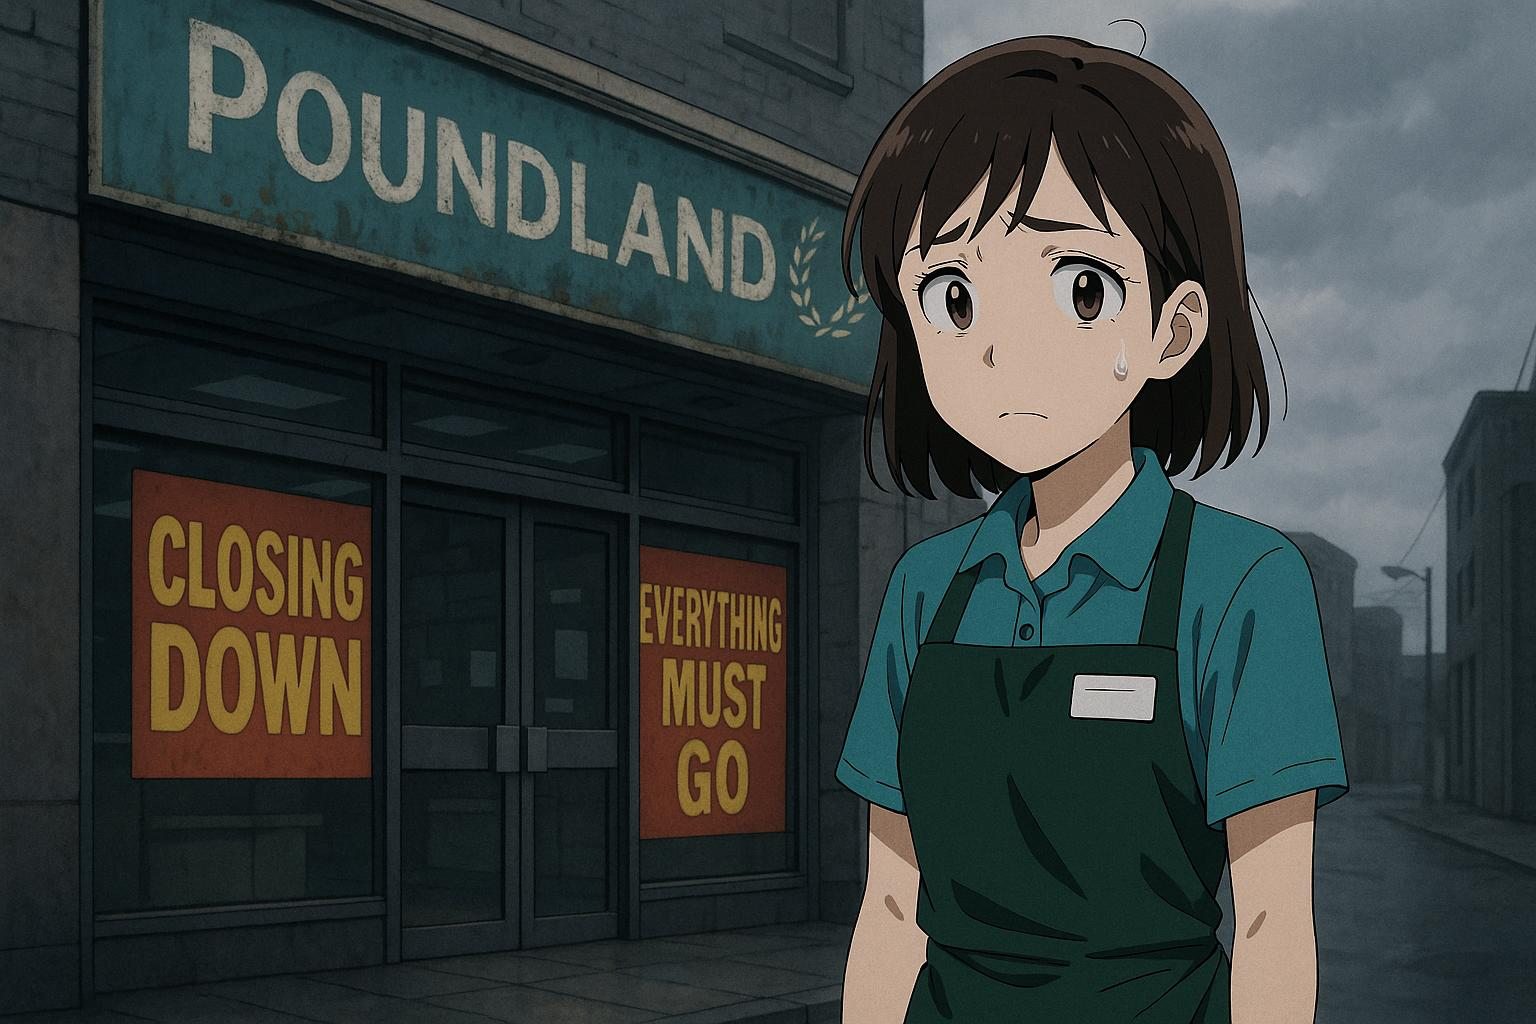 POUNDLAND
CLOSING
DOWN
EVERYTHING
MUST
GO